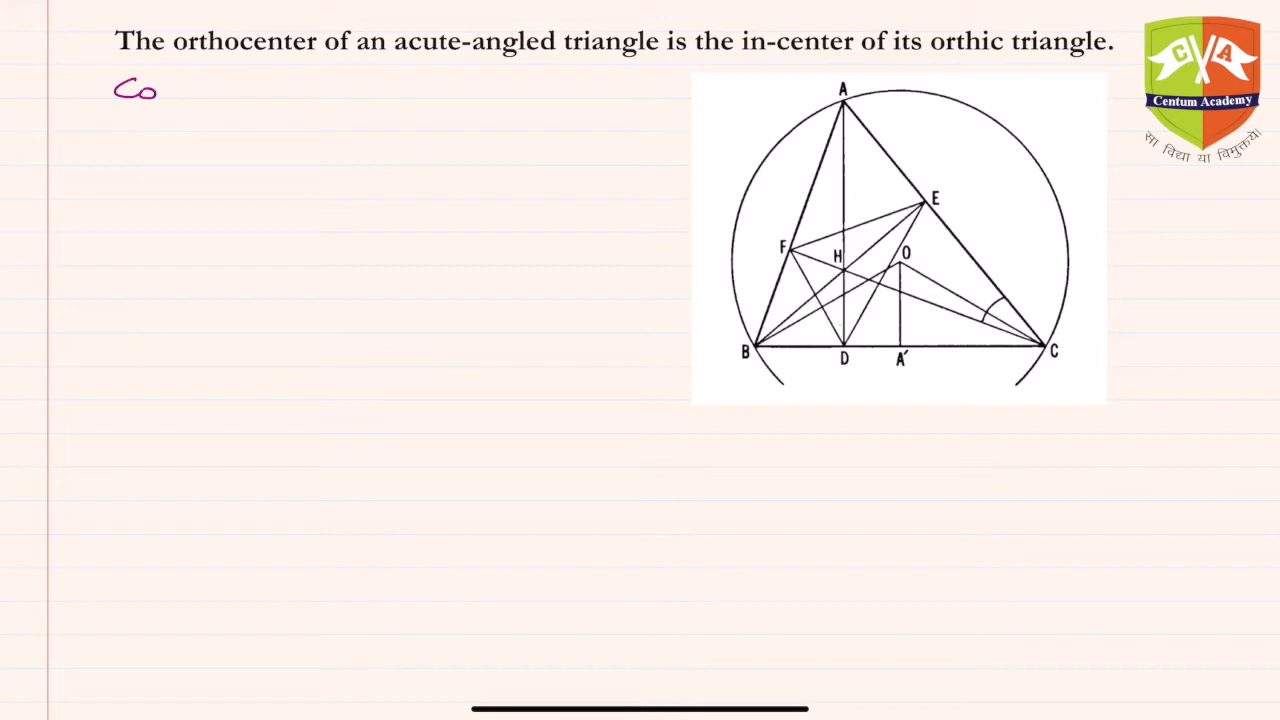 The orthocenter of an acute-angled triangle is the in-center of its orthic triangle.
Co
A
E
F
H
O
B
D
A′
C
C A
Centum Academy
सा विद्या या विमुक्तये।